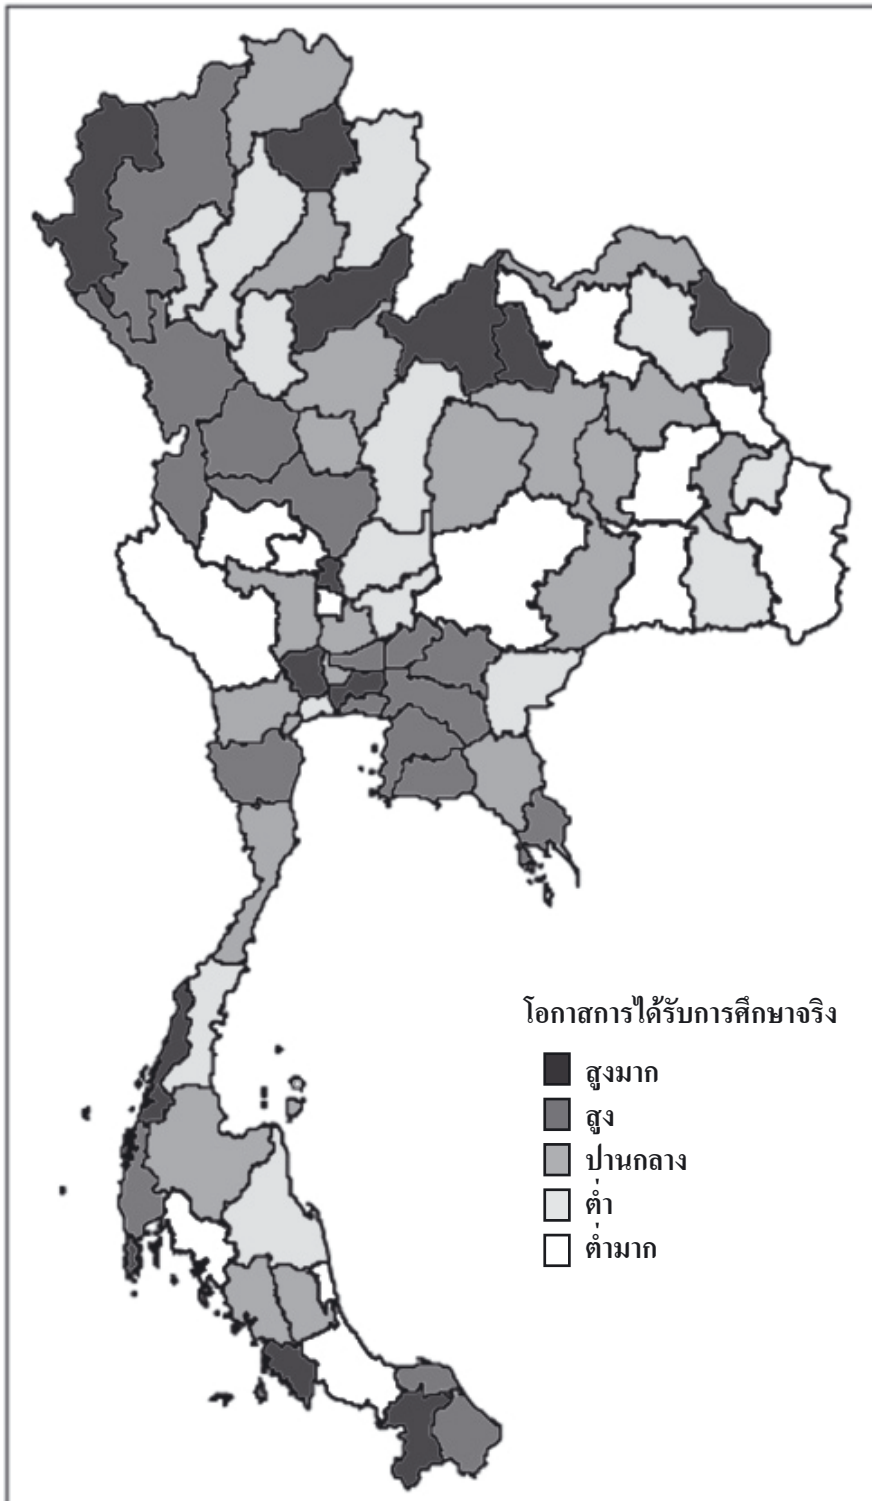 โอกาสการได้รับการศึกษาจริง
สูงมาก
สูง
ปานกลาง
ต่ำ
ต่ำมาก